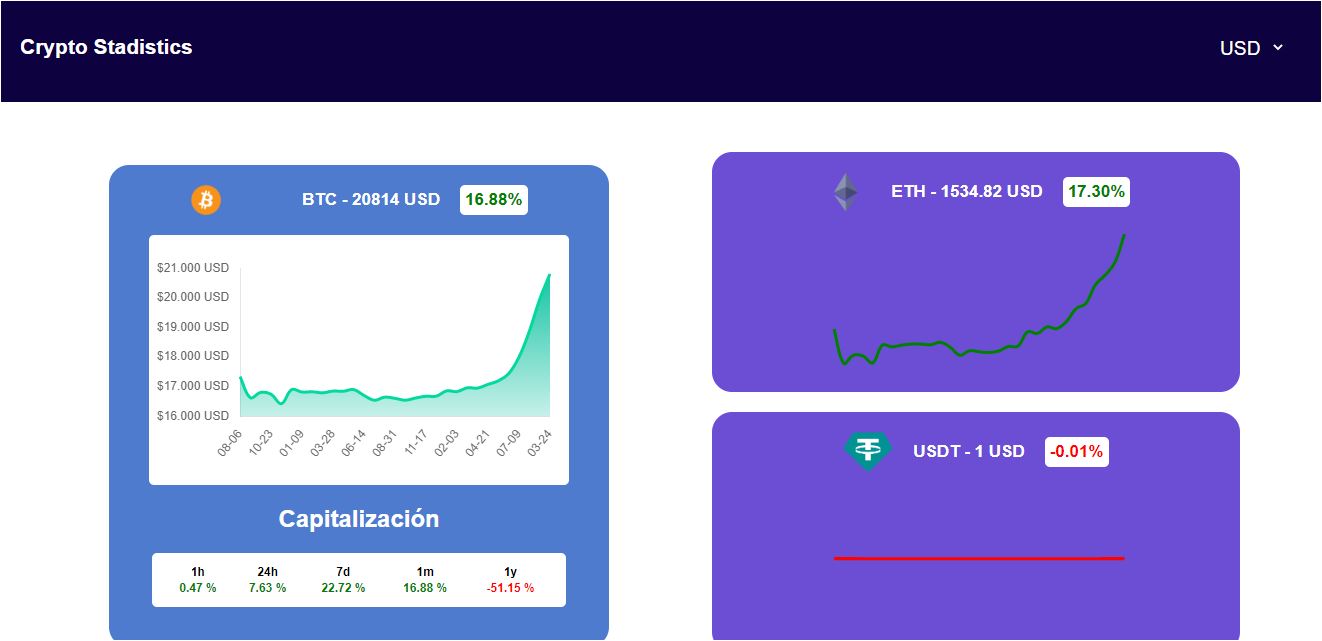 Crypto Stadistics
USD
BTC - 20814 USD 16.88%
$21.000 USD
$20.000 USD
$19.000 USD
$18.000 USD
$17.000 USD
$16.000 USD
08-06 10-23 01-09 03-28 06-14 08-31 11-17 02-03 04-21 07-09 03-24
Capitalización
1h 24h 7d 1m 1y
0.47 % 7.63 % 22.72 % 16.88 % -51.15 %
ETH - 1534.82 USD 17.30%
USDT - 1 USD -0.01%